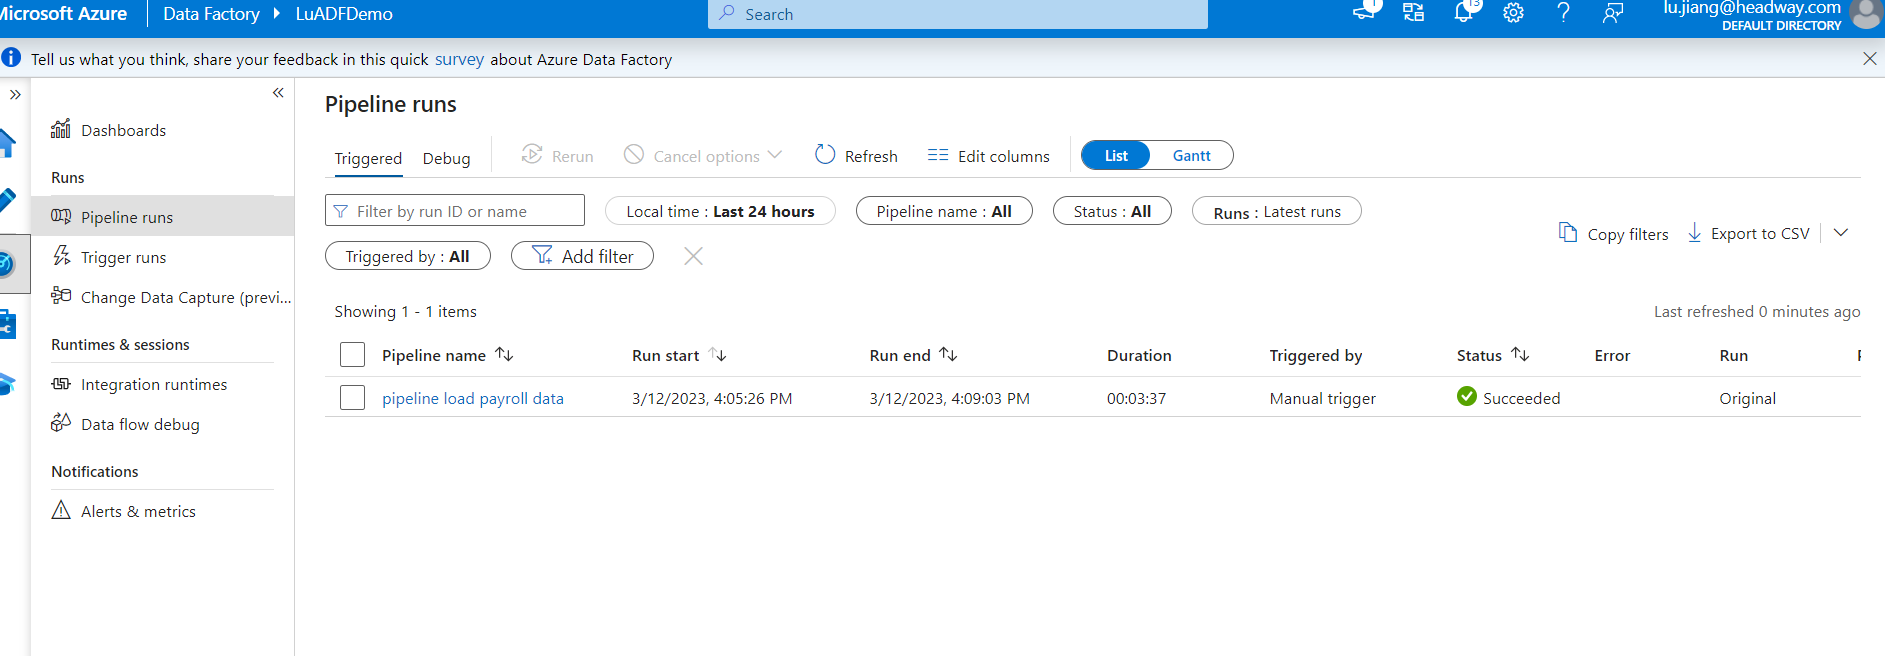 Microsoft Azure Data Factory LuADFDemo Search 1 13 lu.jiang@headway.com
DEFAULT DIRECTORY
Tell us what you think, share your feedback in this quick survey about Azure Data Factory
Dashboards
Runs
Pipeline runs
Trigger runs
Change Data Capture (previ...
Runtimes & sessions
Integration runtimes
Data flow debug
Notifications
Alerts & metrics
Pipeline runs
Triggered Debug Rerun Cancel options Refresh Edit columns List Gantt
Filter by run ID or name Local time : Last 24 hours Pipeline name : All Status : All Runs : Latest runs
Copy filters Export to CSV
Triggered by : All Add filter
Showing 1 - 1 items Last refreshed 0 minutes ago
Pipeline name Run start Run end Duration Triggered by Status Error Run
pipeline load payroll data 3/12/2023, 4:05:26 PM 3/12/2023, 4:09:03 PM 00:03:37 Manual trigger Succeeded Original